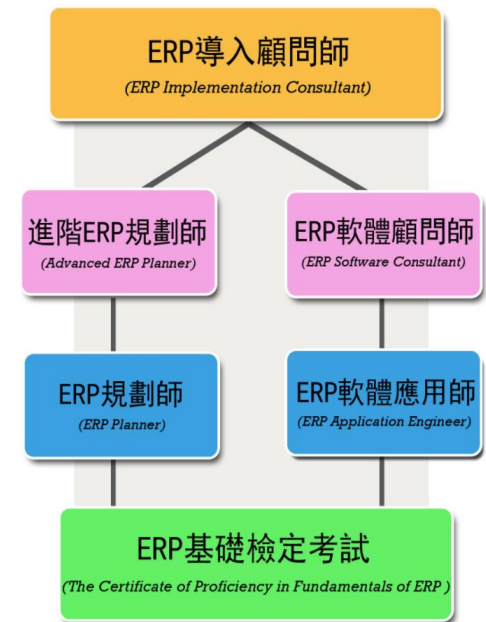 ERP導入顧問師
(ERP Implementation Consultant)
進階ERP規劃師
(Advanced ERP Planner)
ERP軟體顧問師
(ERP Software Consultant)
ERP規劃師
(ERP Planner)
ERP軟體應用師
(ERP Application Engineer)
ERP基礎檢定考試
(The Certificate of Proficiency in Fundamentals of ERP )